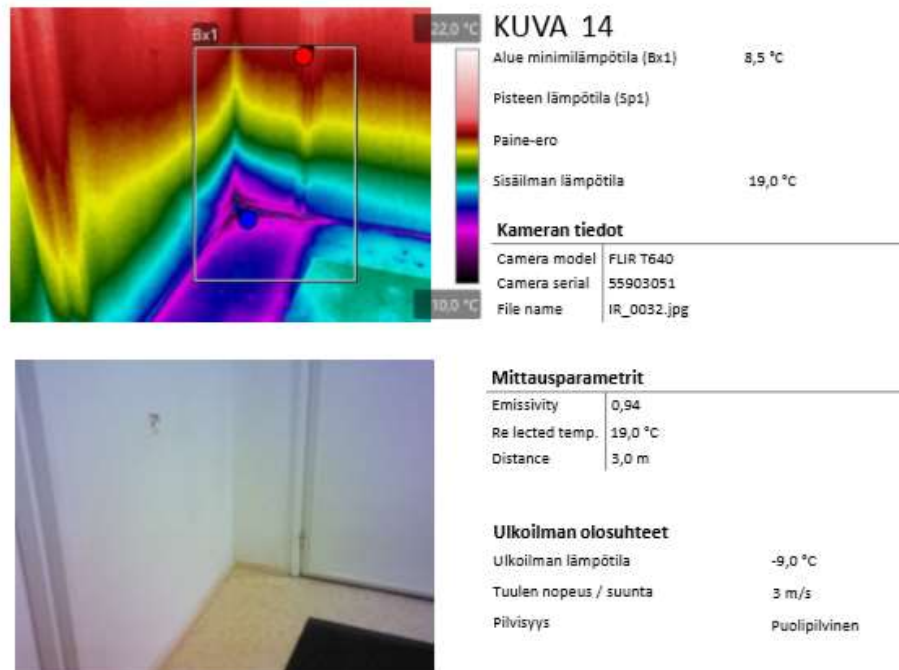 Bx1
22,0 °C
10,0 °C
KUVA 14
Alue minimilämpötila (Bx1) 8,5 °C
Pisteen lämpötila (Sp1)
Paine-ero
Sisäilman lämpötila 19,0 °C
Kameran tiedot
Camera model FLIR T640
Camera serial 55903051
File name IR_0032.jpg
Mittausparametrit
Emissivity 0,94
Re lected temp. 19,0 °C
Distance 3,0 m
Ulkoilman olosuhteet
Ulkoilman lämpötila -9,0 °C
Tuulen nopeus / suunta 3 m/s
Pilvisyys Puolipilvinen